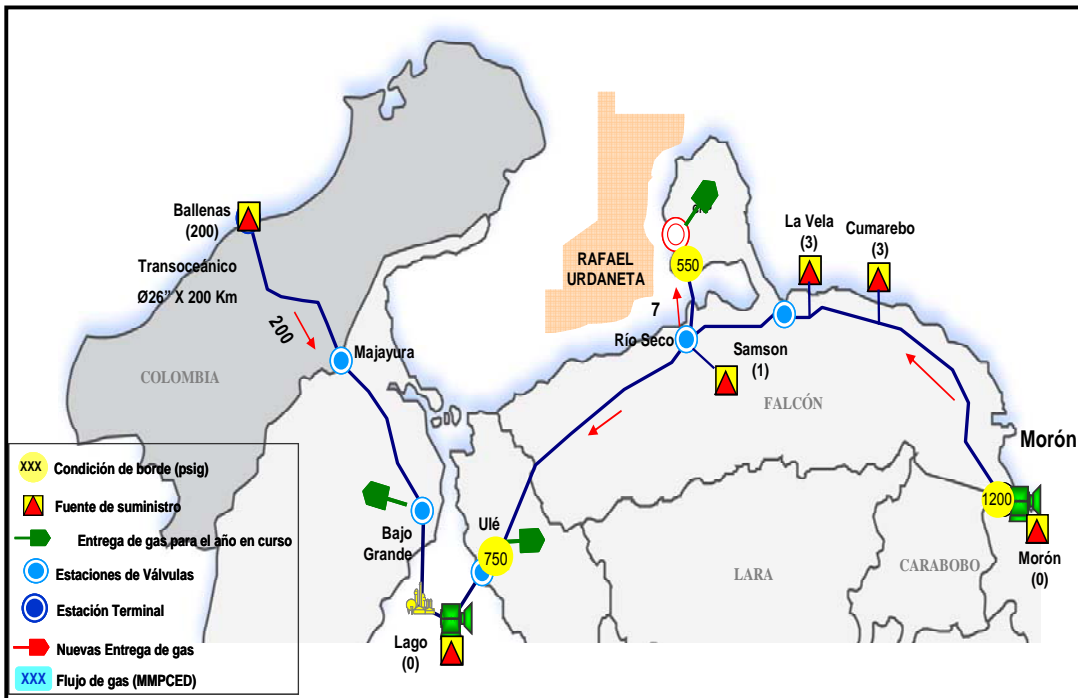 Ballenas
(200)
Transoceánico
Ø26” X 200 Km
200
Majayura
COLOMBIA
RAFAEL
URDANETA
550
7
Río Seco
La Vela
(3)
Cumarebo
(3)
Samson
(1)
FALCÓN
Morón
1200
Morón
(0)
CARABOBO
LARA
Bajo
Grande
Ulé
750
Lago
(0)
XXX Condición de borde (psig)
Fuente de suministro
Entrega de gas para el año en curso
Estaciones de Válvulas
Estación Terminal
Nuevas Entrega de gas
XXX Flujo de gas (MMPCED)